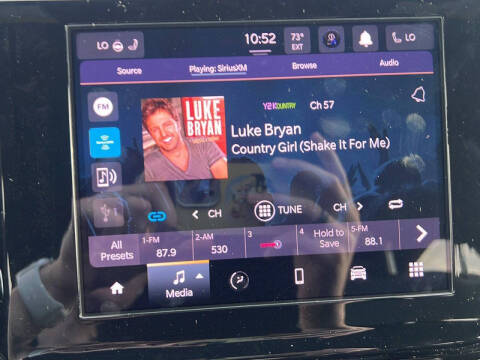 LO
10:52
73°
EXT
LO
Source
Playing: SiriusXM
Browse
Audio
FM
Y2KOUNTRY
Ch 57
LUKE
BRYAN
Luke Bryan
Country Girl (Shake It For Me)
< CH
TUNE
CH >
All
Presets
1-FM
87.9
2-AM
530
3
4
Hold to
Save
5-FM
88.1
Media